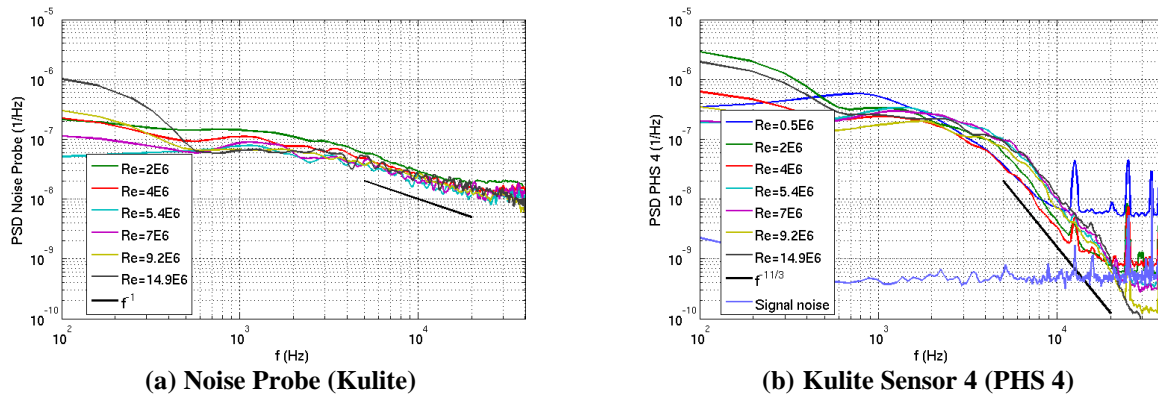 10^-5
10^-6
10^-7
10^-8
10^-9
10^-10
PSD Noise Probe (1/Hz)
Re=2E6
Re=4E6
Re=5.4E6
Re=7E6
Re=9.2E6
Re=14.9E6
f^-1
10^2
10^3
10^4
f (Hz)
(a) Noise Probe (Kulite)
10^-5
10^-6
10^-7
10^-8
10^-9
10^-10
PSD PHS 4 (1/Hz)
Re=0.5E6
Re=2E6
Re=4E6
Re=5.4E6
Re=7E6
Re=9.2E6
Re=14.9E6
f^-11/3
Signal noise
10^2
10^3
10^4
f (Hz)
(b) Kulite Sensor 4 (PHS 4)